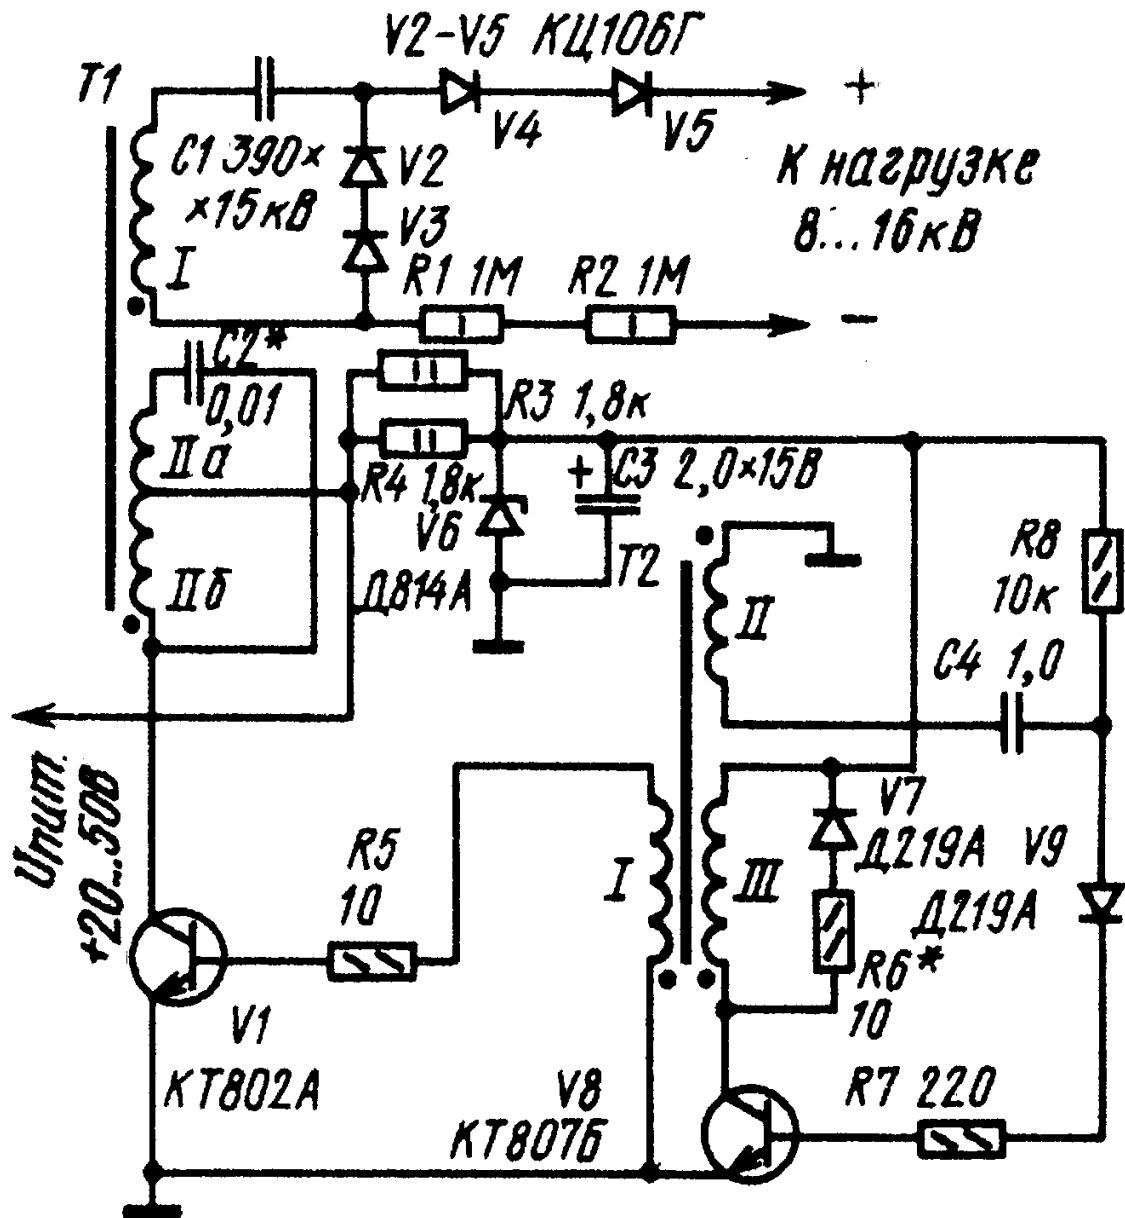 V2-V5 КЦ106Г
T1
V4
V5
+
C1 390×
×15кВ
V2
V3
К нагрузке
8...16кВ
I
R1 1М
R2 1М
−
C2*
0,01
R3 1,8к
IIа
R4 1,8к
+
C3 2,0×15В
V6
T2
R8
10к
IIб
Д814А
II
C4 1,0
Uпит.
+20...50В
R5
10
I
III
V7
Д219А
V9
Д219А
R6*
10
V1
КТ802А
V8
КТ807Б
R7 220